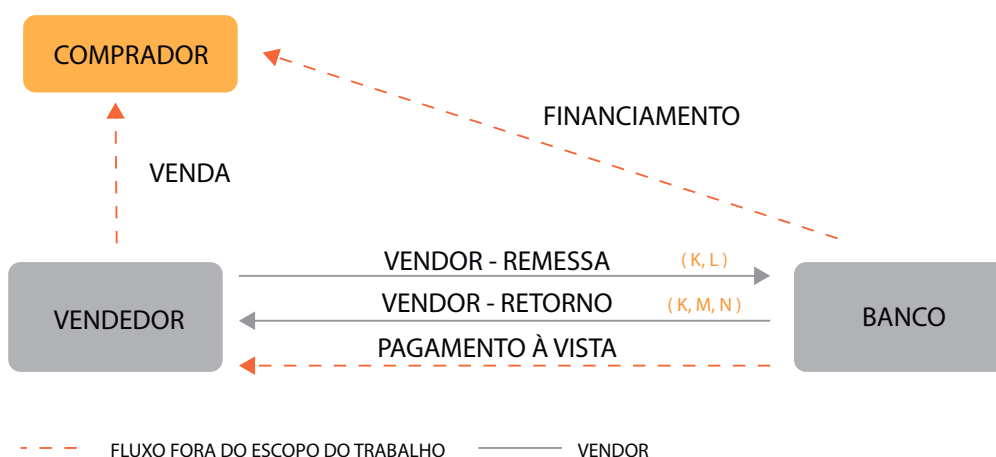 COMPRADOR
FINANCIAMENTO
VENDA
VENDOR - REMESSA ( K, L )
VENDEDOR
VENDOR - RETORNO ( K, M, N )
BANCO
PAGAMENTO À VISTA
FLUXO FORA DO ESCOPO DO TRABALHO
VENDOR